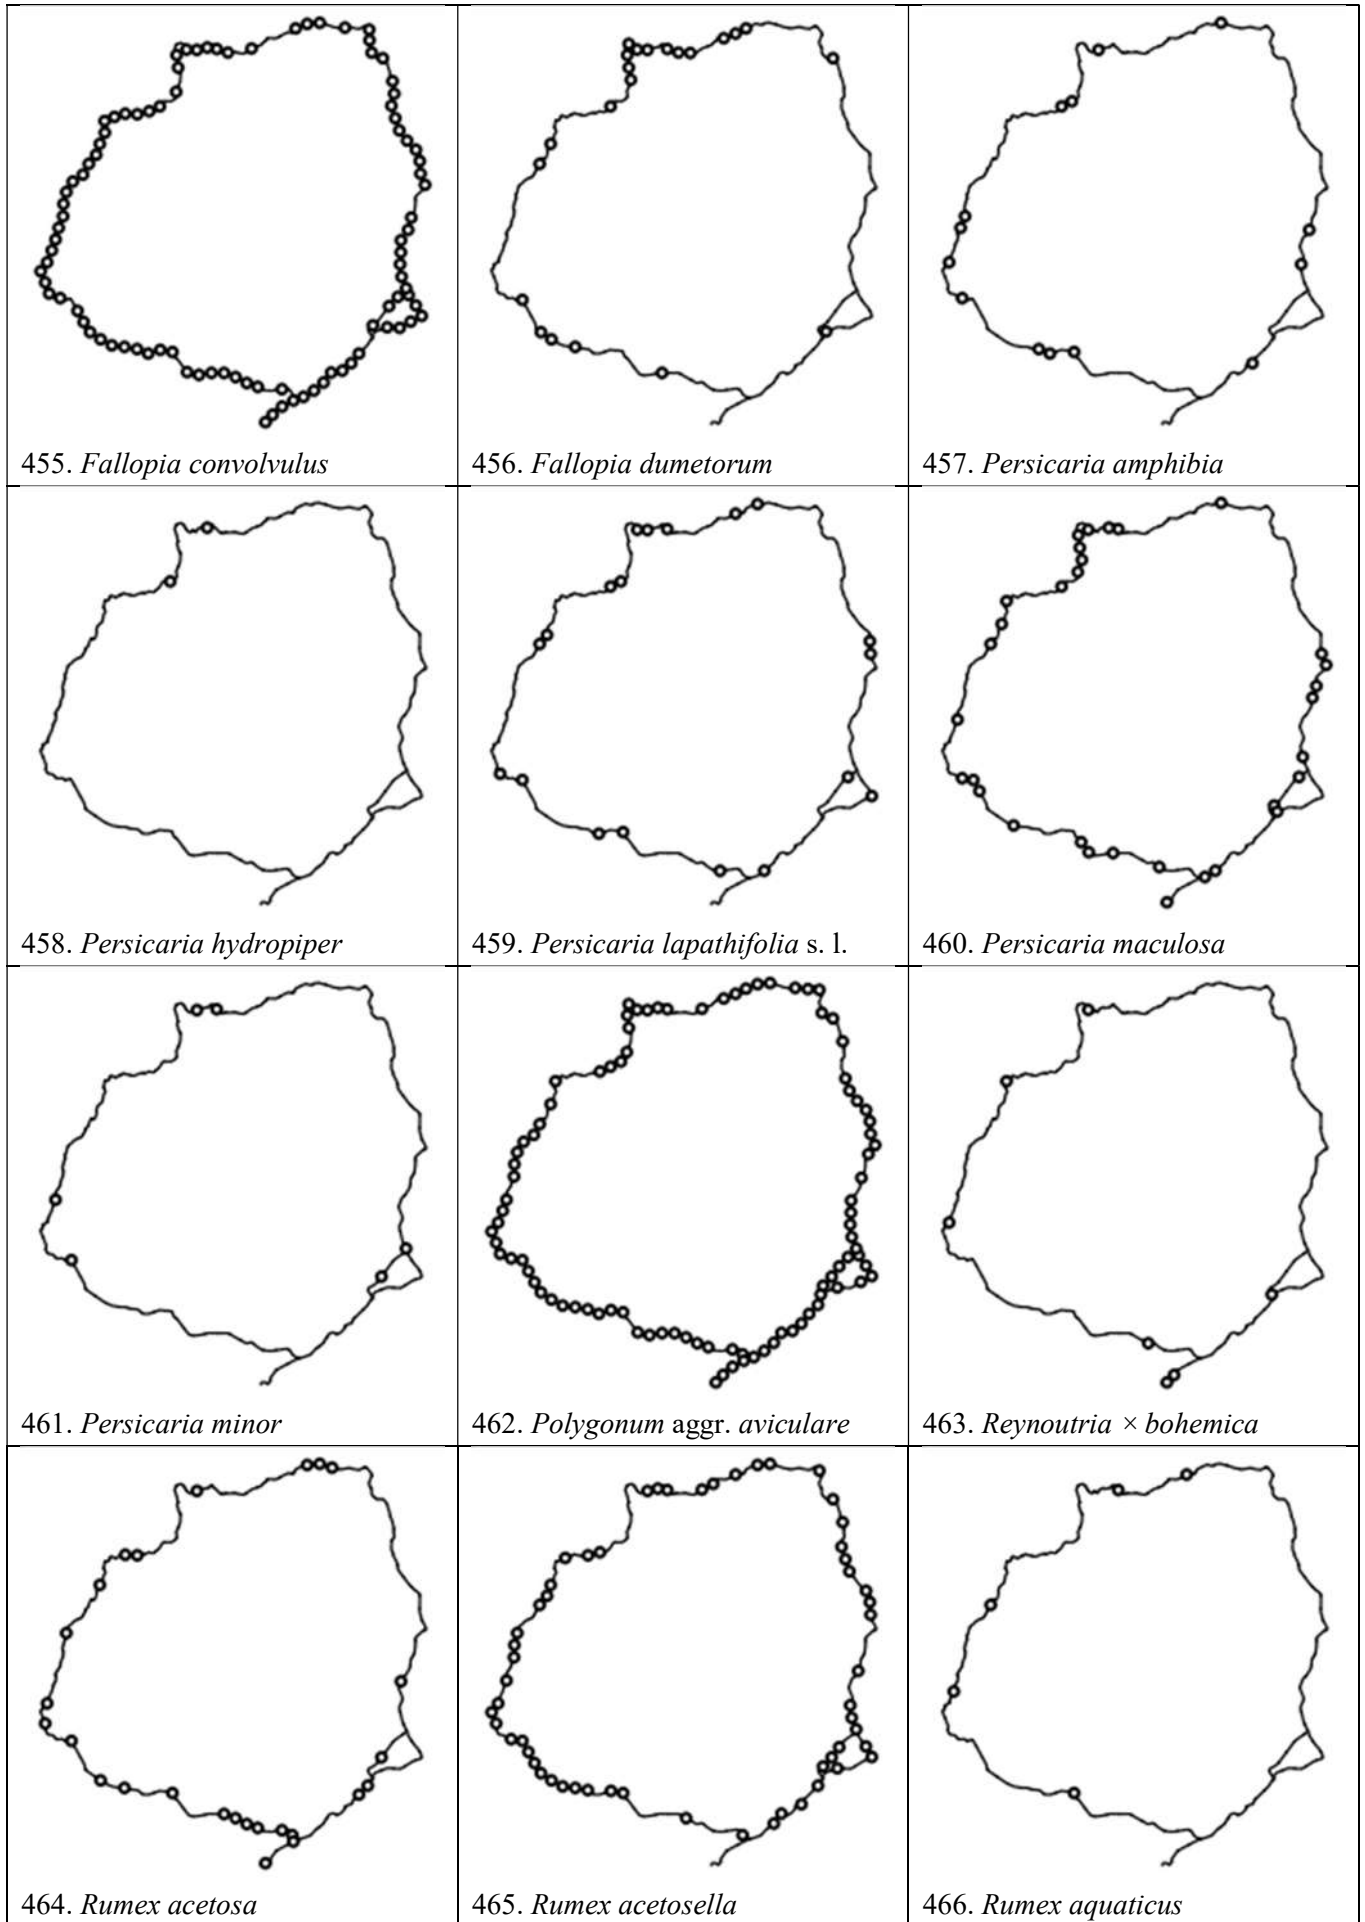 455. Fallopia convolvulus
456. Fallopia dumetorum
457. Persicaria amphibia
458. Persicaria hydropiper
459. Persicaria lapathifolia s. l.
460. Persicaria maculosa
461. Persicaria minor
462. Polygonum aggr. aviculare
463. Reynoutria × bohemica
464. Rumex acetosa
465. Rumex acetosella
466. Rumex aquaticus